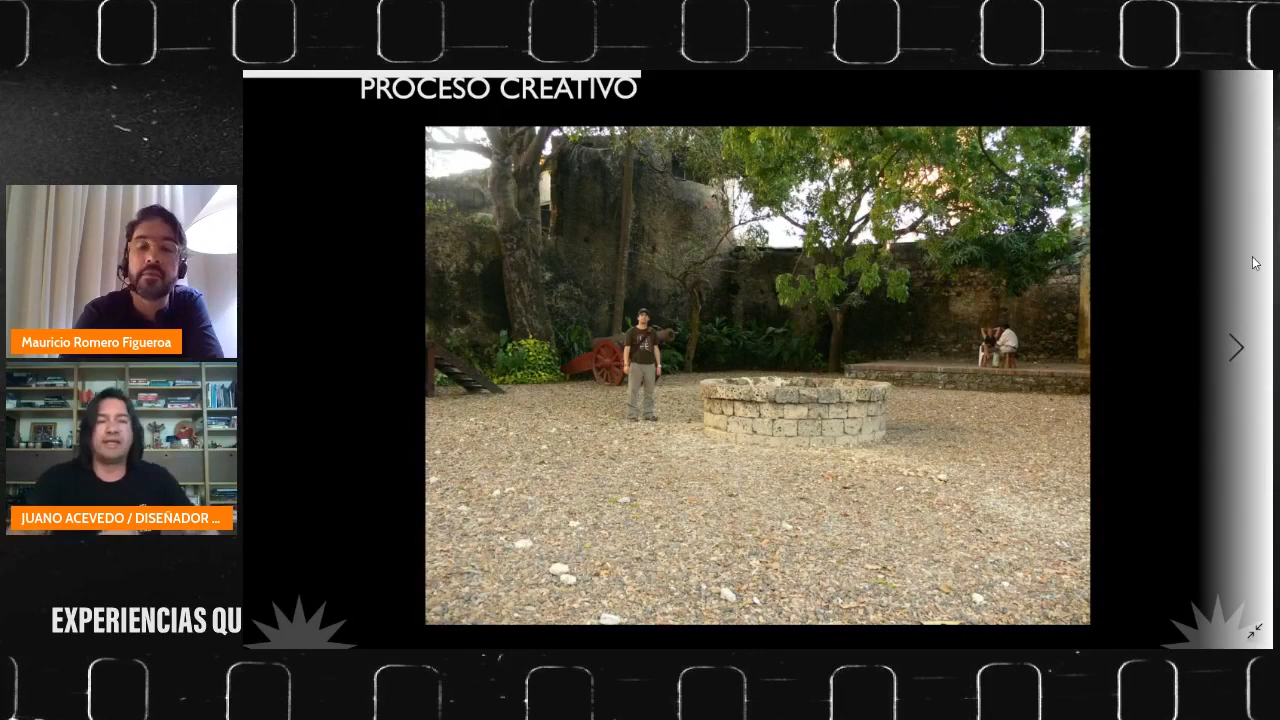 PROCESO CREATIVO
Mauricio Romero Figueroa
JUANO ACEVEDO / DISEÑADOR ...
EXPERIENCIAS QU